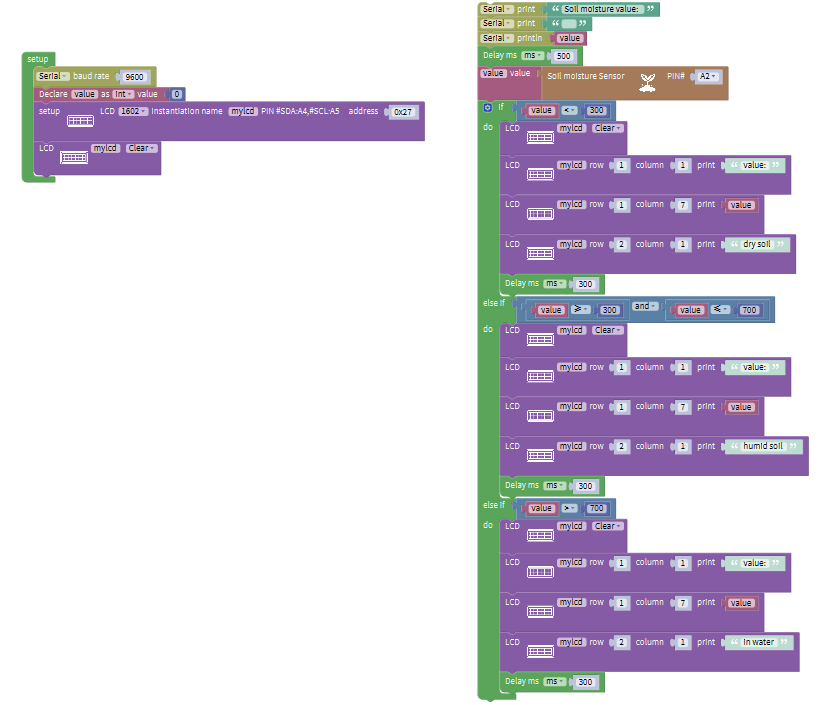 setup
Serial baud rate 9600
Declare value as int value 0
setup LCD 1602 Instantiation name mylcd PIN #SDA:A4,#SCL:A5 address 0x27
LCD mylcd Clear
Serial print “ Soil moisture value: ”
Serial print “ ”
Serial println value
Delay ms ms 500
value value Soil moisture Sensor PIN# A2
if value < 300
do LCD mylcd Clear
LCD mylcd row 1 column 1 print “ value: ”
LCD mylcd row 1 column 7 print value
LCD mylcd row 2 column 1 print “ dry soil ”
Delay ms ms 300
else if value ≥ 300 and value ≤ 700
do LCD mylcd Clear
LCD mylcd row 1 column 1 print “ value: ”
LCD mylcd row 1 column 7 print value
LCD mylcd row 2 column 1 print “ humid soil ”
Delay ms ms 300
else if value > 700
do LCD mylcd Clear
LCD mylcd row 1 column 1 print “ value: ”
LCD mylcd row 1 column 7 print value
LCD mylcd row 2 column 1 print “ in water ”
Delay ms ms 300